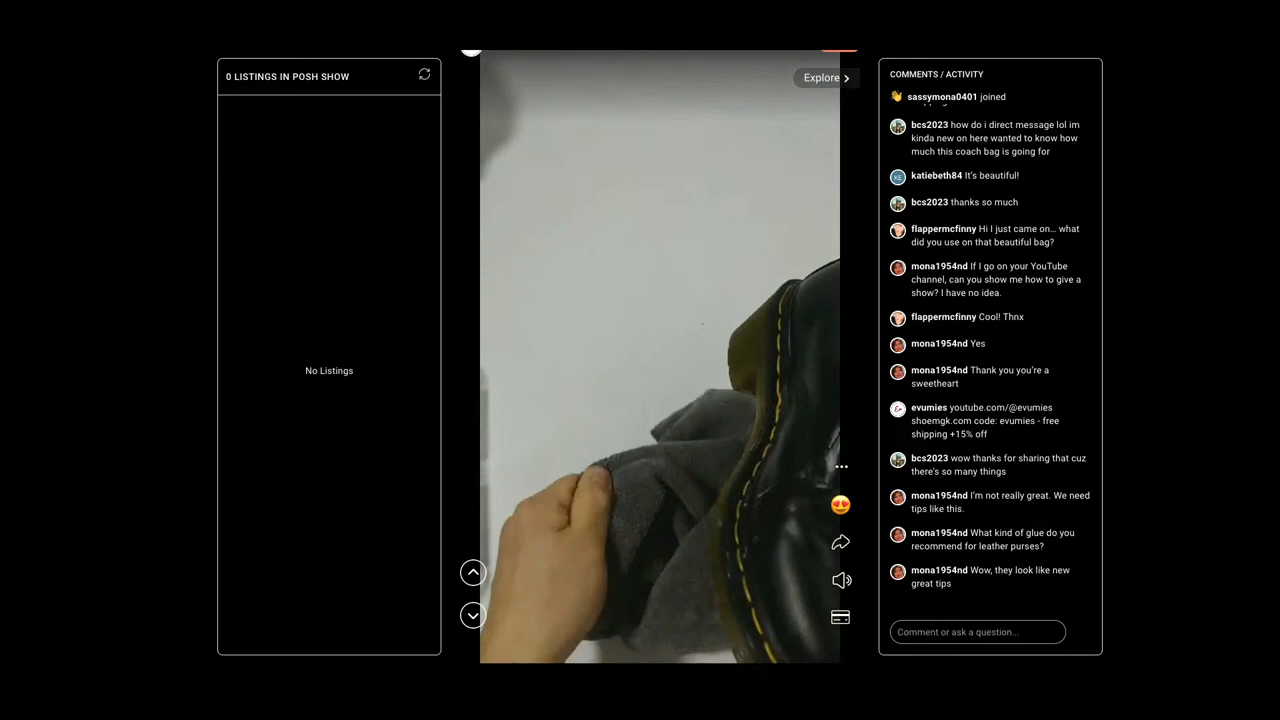 0 LISTINGS IN POSH SHOW
No Listings
Explore
COMMENTS / ACTIVITY
sassymona0401 joined
bcs2023 how do i direct message lol im
kinda new on here wanted to know how
much this coach bag is going for
katiebeth84 It's beautiful!
bcs2023 thanks so much
flappermcfinny Hi I just came on… what
did you use on that beautiful bag?
mona1954nd If I go on your YouTube
channel, can you show me how to give a
show? I have no idea.
flappermcfinny Cool! Thnx
mona1954nd Yes
mona1954nd Thank you you're a
sweetheart
evumies youtube.com/@evumies
shoemgk.com code: evumies - free
shipping +15% off
bcs2023 wow thanks for sharing that cuz
there's so many things
mona1954nd I'm not really great. We need
tips like this.
mona1954nd What kind of glue do you
recommend for leather purses?
mona1954nd Wow, they look like new
great tips
Comment or ask a question...